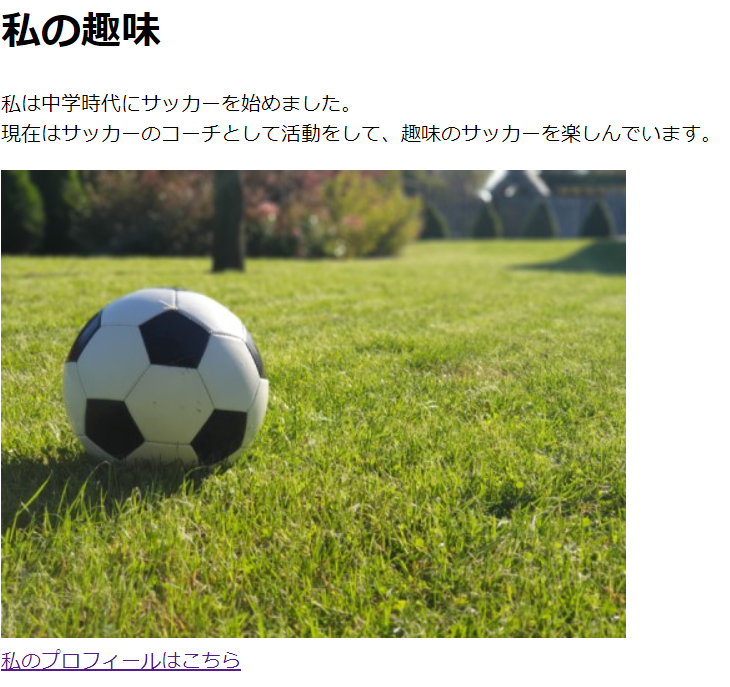 私の趣味
私は中学時代にサッカーを始めました。
現在はサッカーのコーチとして活動をして、趣味のサッカーを楽しんでいます。
私のプロフィールはこちら